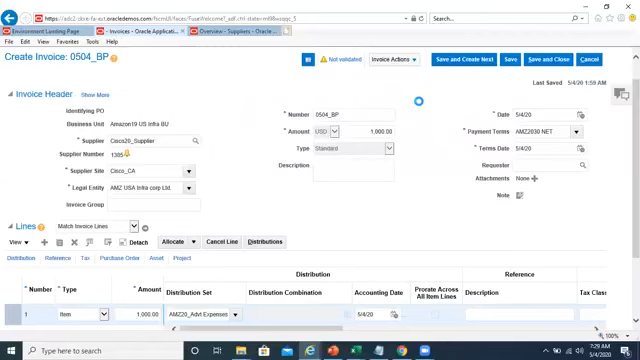 https://adc2-zlce-fa-ext.oracledemos.com/fscmUI/faces/FuseWelcome?_adf.ctrl-state=
Search...
Environment Landing Page
Invoices - Oracle Applicatio...
Overview - Suppliers - Oracle...
File Edit View Favorites Tools Help
Create Invoice: 0504_BP
Not validated
Invoice Actions
Save and Create Next
Save
Save and Close
Cancel
Last Saved 5/4/20 1:59 AM
Invoice Header Show More
Identifying PO
Business Unit Amazon19 US Infra BU
* Supplier Cisco20_Supplier
Supplier Number 1385
* Supplier Site Cisco_CA
* Legal Entity AMZ USA Infra corp Ltd.
Invoice Group
* Number 0504_BP
* Amount USD 1,000.00
Type Standard
Description
* Date 5/4/20
* Payment Terms AMZ2030 NET
* Terms Date 5/4/20
Requester
Attachments None
Note
Lines Match Invoice Lines
View Detach Allocate Cancel Line Distributions
Distribution Reference Tax Purchase Order Asset Project
Distribution Reference
* Number * Type * Amount Distribution Set Distribution Combination Accounting Date Prorate Across All Item Lines Description Tax Class
1 Item 1,000.00 AMZ20_Advt Expenses 5/4/20
100%
Type here to search
7:29 AM
5/4/2020